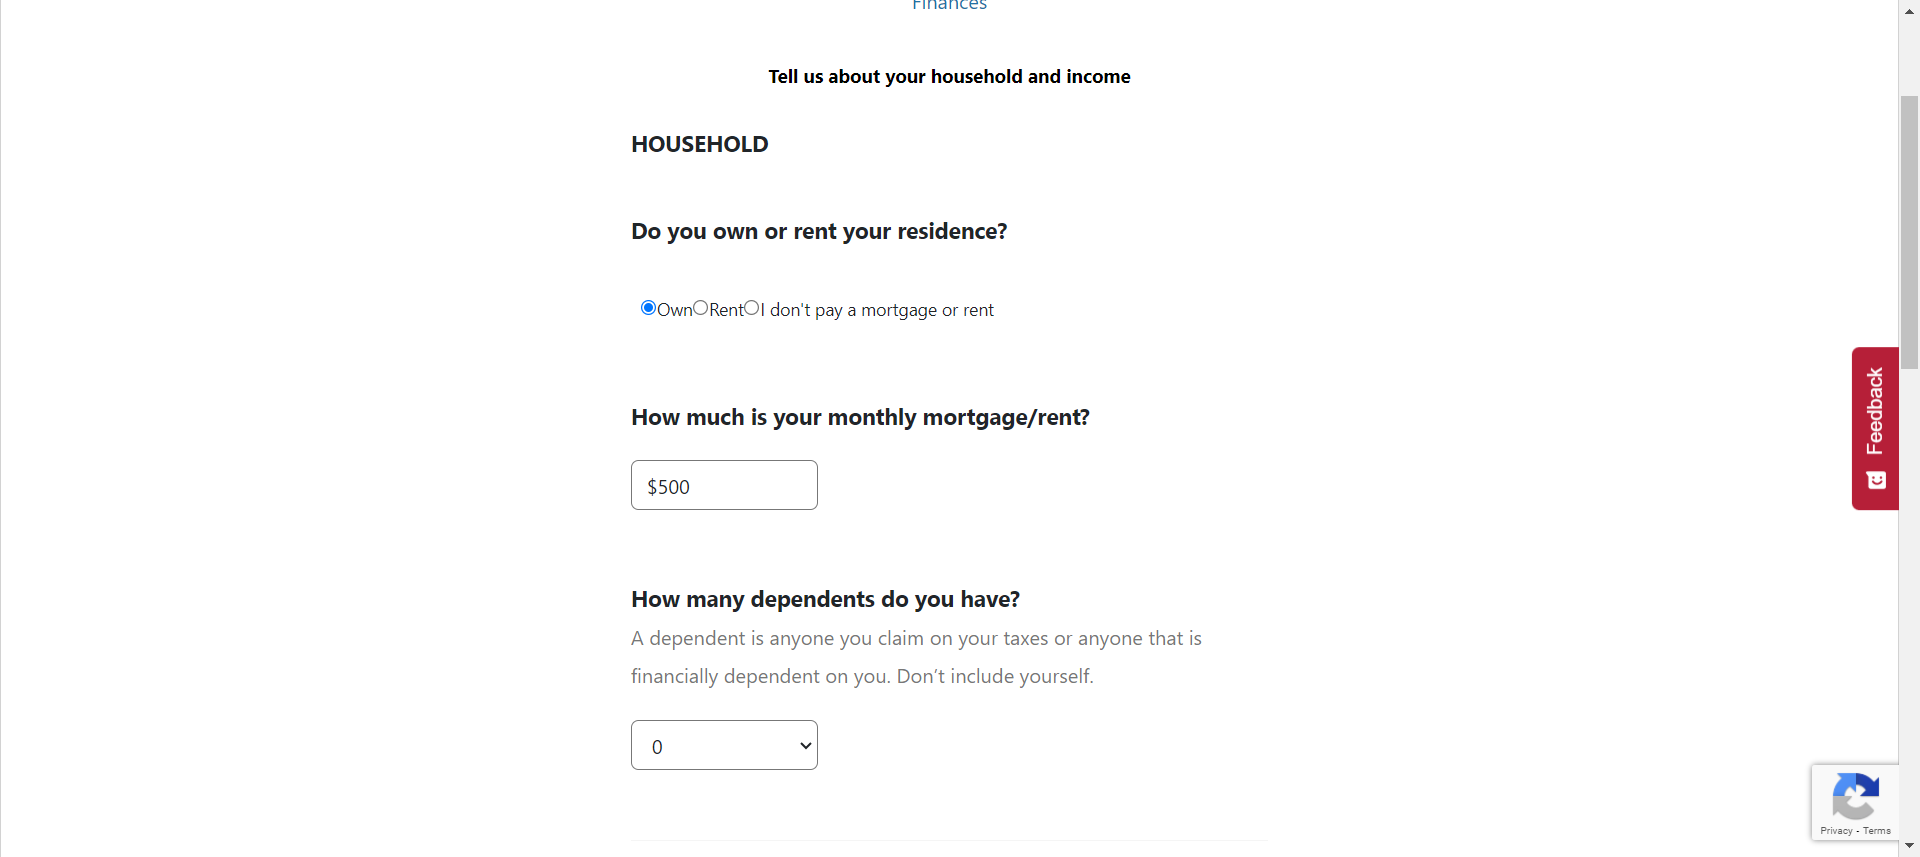 Finances
Tell us about your household and income
HOUSEHOLD
Do you own or rent your residence?
Own Rent I don't pay a mortgage or rent
How much is your monthly mortgage/rent?
$500
How many dependents do you have?
A dependent is anyone you claim on your taxes or anyone that is
financially dependent on you. Don’t include yourself.
0
Feedback
Privacy - Terms